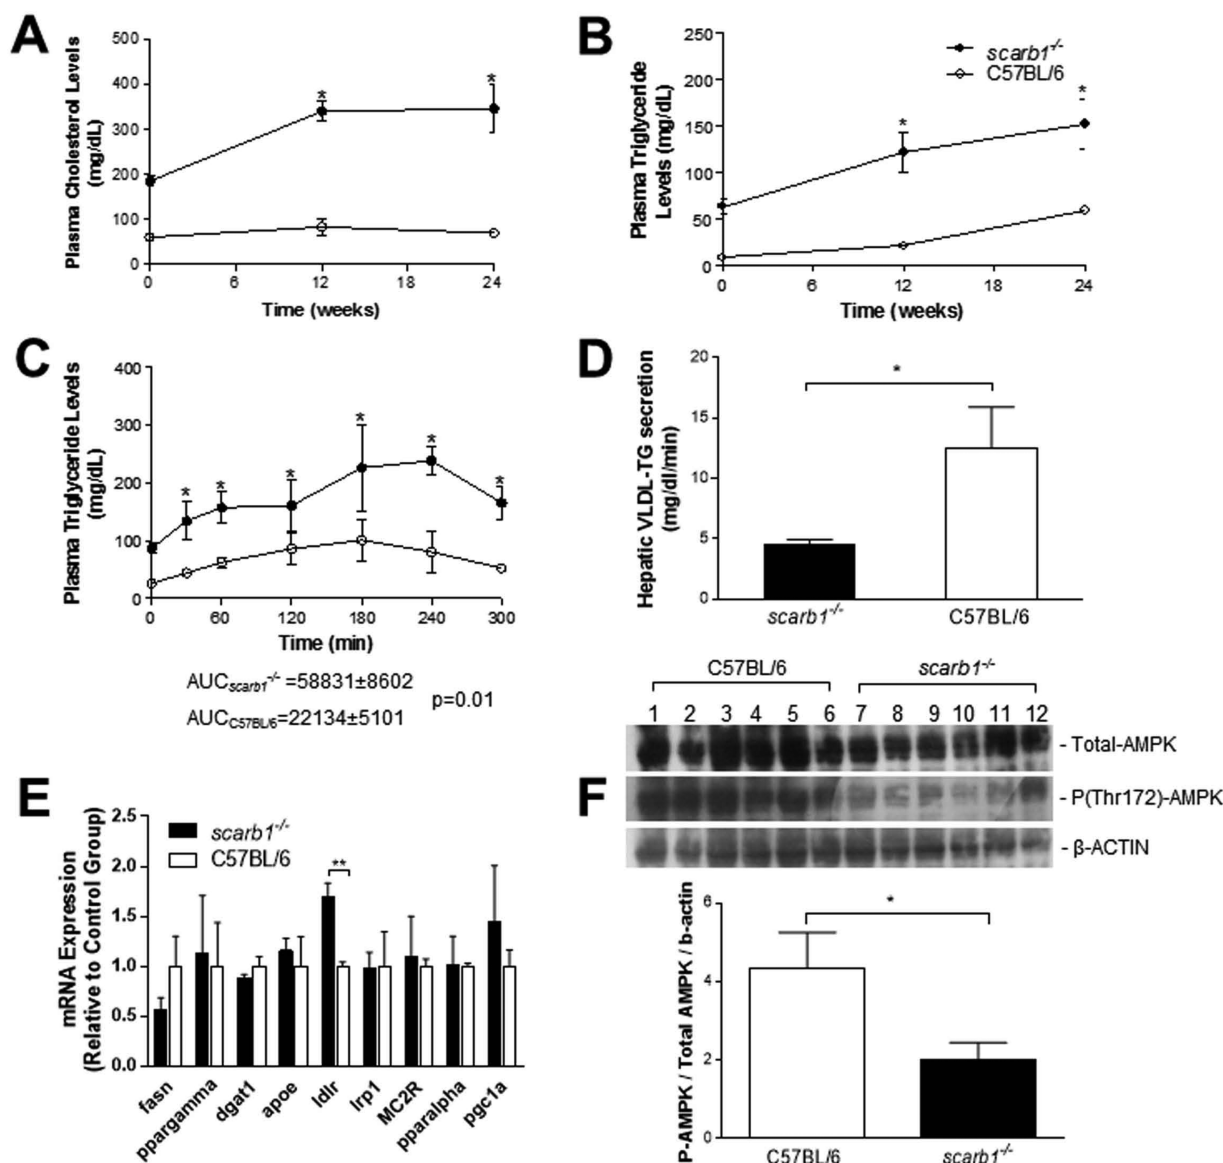 A
Plasma Cholesterol Levels
(mg/dL)
500
400
300
200
100
0
*
*
0
6
12
18
24
Time (weeks)
B
Plasma Triglyceride
Levels (mg/dL)
250
200
150
100
50
0
scarb1-/-
C57BL/6
*
*
0
6
12
18
24
Time (weeks)
C
Plasma Triglyceride Levels
(mg/dL)
400
300
200
100
0
*
*
*
*
*
*
0
60
120
180
240
300
Time (min)
AUCscarb1-/- =58831±8602
p=0.01
AUCC57BL/6=22134±5101
D
Hepatic VLDL-TG secretion
(mg/dl/min)
20
15
10
5
0
*
scarb1-/-
C57BL/6
E
mRNA Expression
(Relative to Control Group)
2.5
2.0
1.5
1.0
0.5
0.0
scarb1-/-
C57BL/6
**
fasn
ppargamma
dgat1
apoe
ldlr
lrp1
MC2R
pparalpha
pgc1a
F
C57BL/6
scarb1-/-
1 2 3 4 5 6 7 8 9 10 11 12
- Total-AMPK
- P(Thr172)-AMPK
- β-ACTIN
P-AMPK / Total AMPK / b-actin
6
4
2
0
*
C57BL/6
scarb1-/-